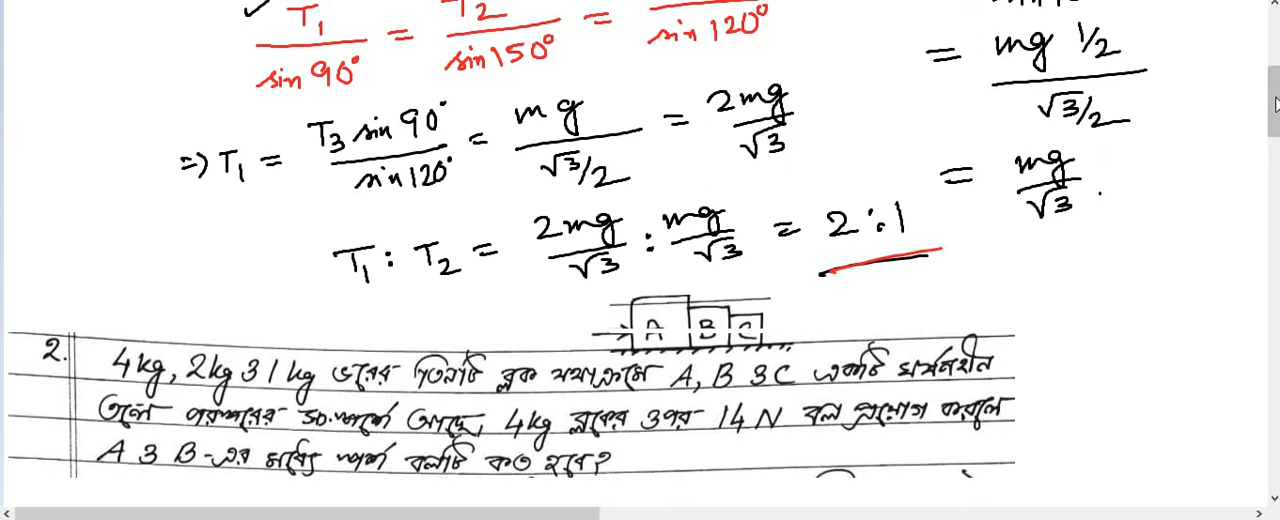 T₁/sin 90° = T₂/sin 150° = /sin 120°
= mg 1/2 / √3/2
⇒ T₁ = T₃ sin 90°/sin 120° = mg/√3/2 = 2mg/√3
= mg/√3 .
T₁ : T₂ = 2mg/√3 : mg/√3 = 2 : 1
A B C
2. 4kg, 2kg ও 1 kg ভরের তিনটি ব্লক যথাক্রমে A, B ও C একটি ঘর্ষনহীন
তলে পরস্পরের সংস্পর্শে আছে, 4kg ব্লকের ওপর 14 N বল প্রয়োগ করলে
A ও B-এর মধ্যে স্পর্শ বলটি কত হবে?